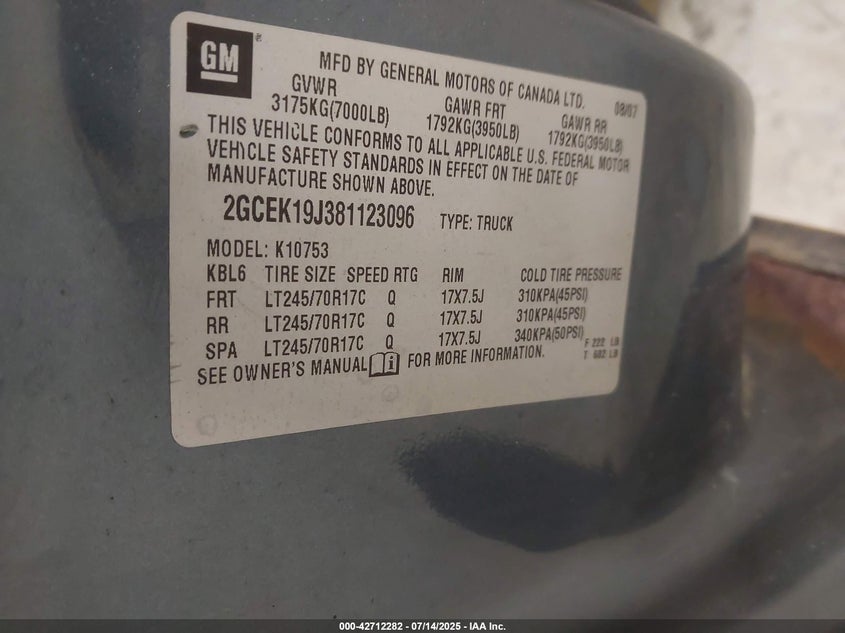 GM ®
MFD BY GENERAL MOTORS OF CANADA LTD. 08/07
GVWR GAWR FRT GAWR RR
3175KG(7000LB) 1792KG(3950LB) 1792KG(3950LB)
THIS VEHICLE CONFORMS TO ALL APPLICABLE U.S. FEDERAL MOTOR
VEHICLE SAFETY STANDARDS IN EFFECT ON THE DATE OF
MANUFACTURE SHOWN ABOVE.
2GCEK19J381123096 TYPE: TRUCK
MODEL: K10753
KBL6 TIRE SIZE SPEED RTG RIM COLD TIRE PRESSURE
FRT LT245/70R17C Q 17X7.5J 310KPA(45PSI)
RR LT245/70R17C Q 17X7.5J 310KPA(45PSI)
SPA LT245/70R17C Q 17X7.5J 340KPA(50PSI)
F 222 LB
T 682 LB
SEE OWNER'S MANUAL FOR MORE INFORMATION.
000-42712282 - 07/14/2025 - IAA Inc.